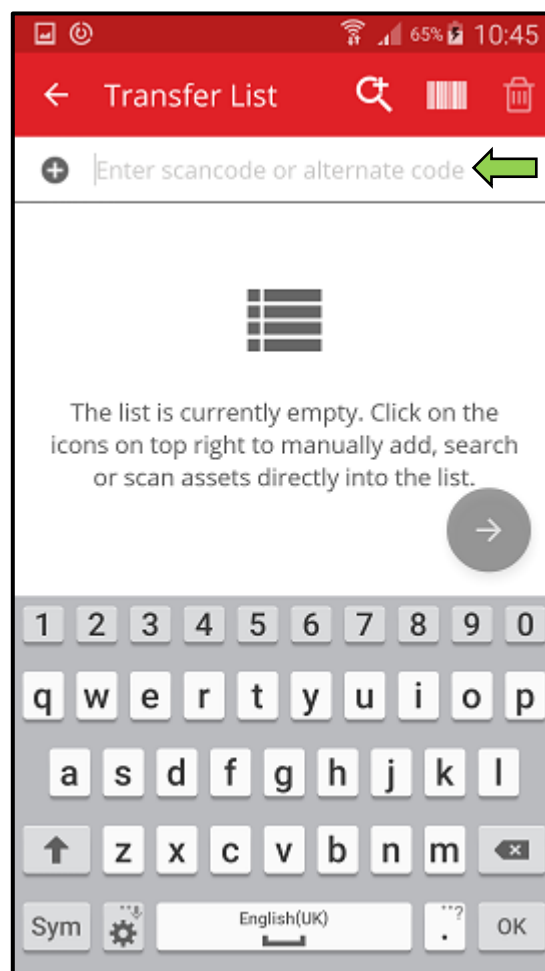 65% 10:45
Transfer List
Enter scancode or alternate code
The list is currently empty. Click on the
icons on top right to manually add, search
or scan assets directly into the list.
1 2 3 4 5 6 7 8 9 0
q w e r t y u i o p
a s d f g h j k l
z x c v b n m
Sym English(UK) ...? . OK